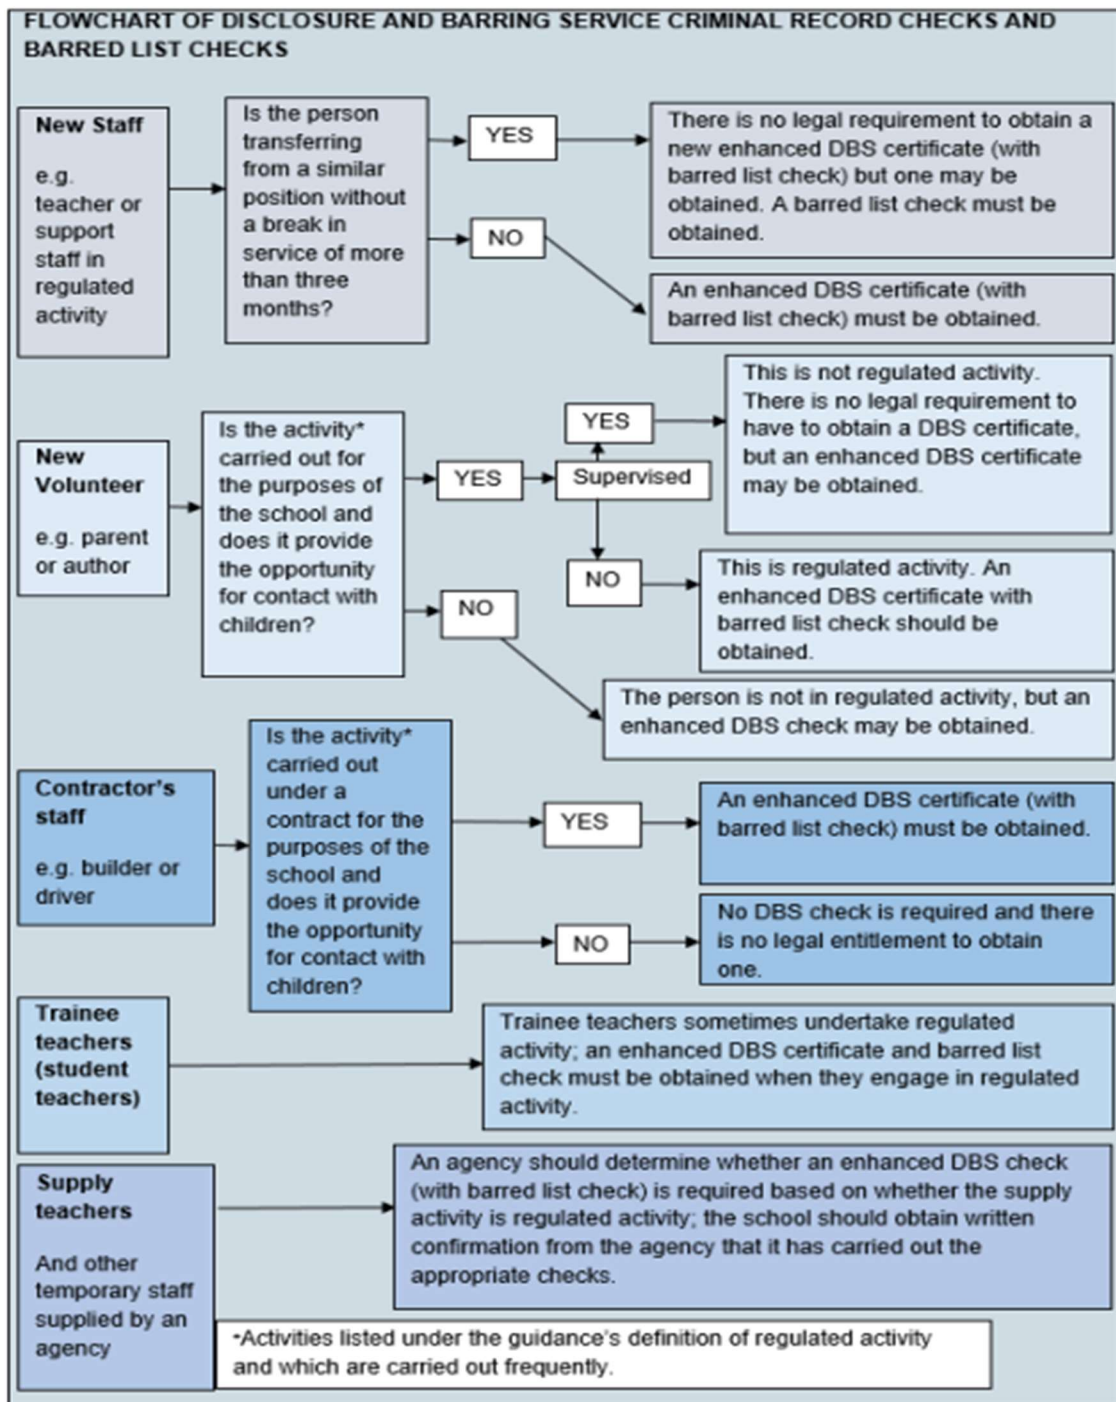 FLOWCHART OF DISCLOSURE AND BARRING SERVICE CRIMINAL RECORD CHECKS AND
BARRED LIST CHECKS
New Staff
e.g.
teacher or
support
staff in
regulated
activity
Is the person
transferring
from a similar
position without
a break in
service of more
than three
months?
YES
There is no legal requirement to obtain a
new enhanced DBS certificate (with
barred list check) but one may be
obtained. A barred list check must be
obtained.
NO
An enhanced DBS certificate (with
barred list check) must be obtained.
New
Volunteer
e.g. parent
or author
Is the activity*
carried out for
the purposes of
the school and
does it provide
the opportunity
for contact with
children?
YES
Supervised
YES
This is not regulated activity.
There is no legal requirement to
have to obtain a DBS certificate,
but an enhanced DBS certificate
may be obtained.
NO
This is regulated activity. An
enhanced DBS certificate with
barred list check should be
obtained.
NO
The person is not in regulated activity, but an
enhanced DBS check may be obtained.
Contractor's
staff
e.g. builder or
driver
Is the activity*
carried out
under a
contract for the
purposes of the
school and
does it provide
the opportunity
for contact with
children?
YES
An enhanced DBS certificate (with
barred list check) must be obtained.
NO
No DBS check is required and there
is no legal entitlement to obtain
one.
Trainee
teachers
(student
teachers)
Trainee teachers sometimes undertake regulated
activity; an enhanced DBS certificate and barred list
check must be obtained when they engage in regulated
activity.
Supply
teachers
And other
temporary staff
supplied by an
agency
An agency should determine whether an enhanced DBS check
(with barred list check) is required based on whether the supply
activity is regulated activity; the school should obtain written
confirmation from the agency that it has carried out the
appropriate checks.
*Activities listed under the guidance's definition of regulated activity
and which are carried out frequently.